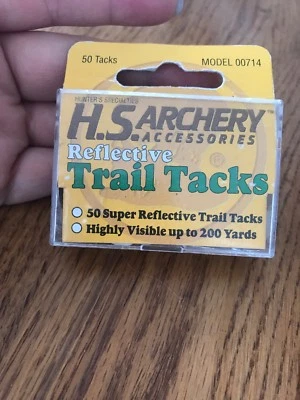 50 Tacks MODEL 00714
HUNTER'S SPECIALTIES
H.S. ARCHERY™
ACCESSORIES
Reflective
Trail Tacks
50 Super Reflective Trail Tacks
Highly Visible up to 200 Yards